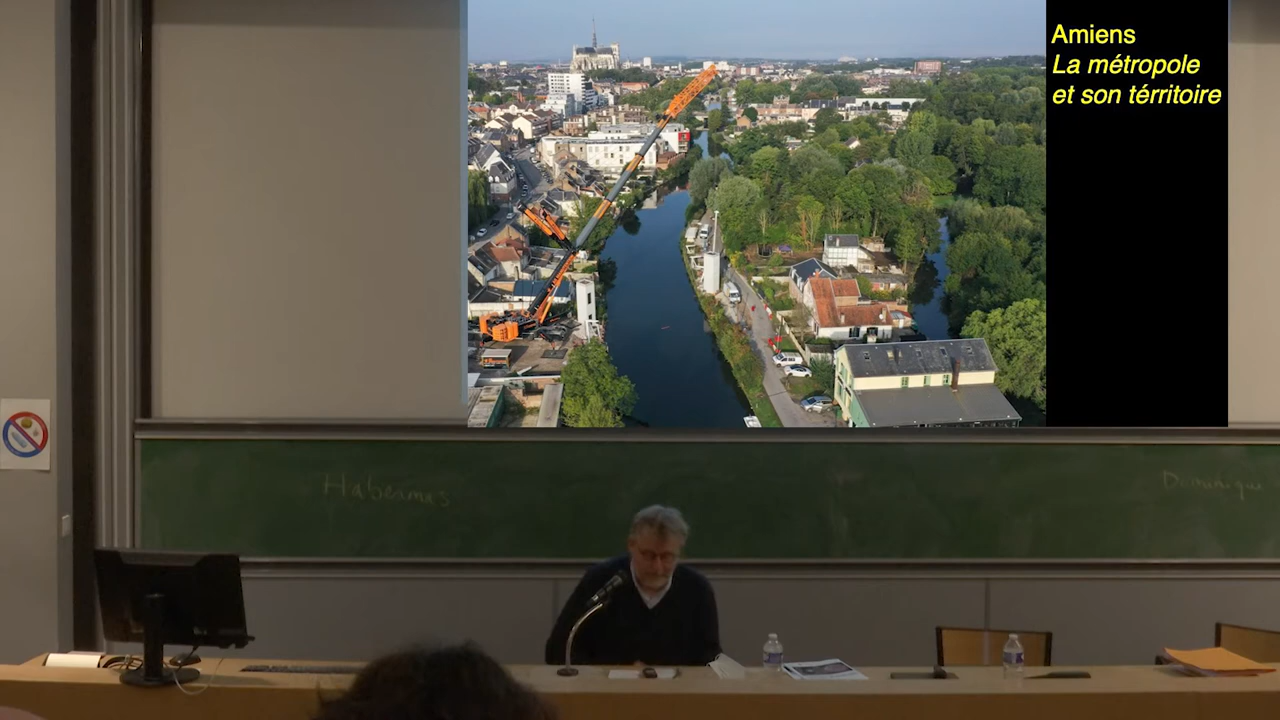 Amiens
La métropole
et son térritoire
Habermas
Dominique